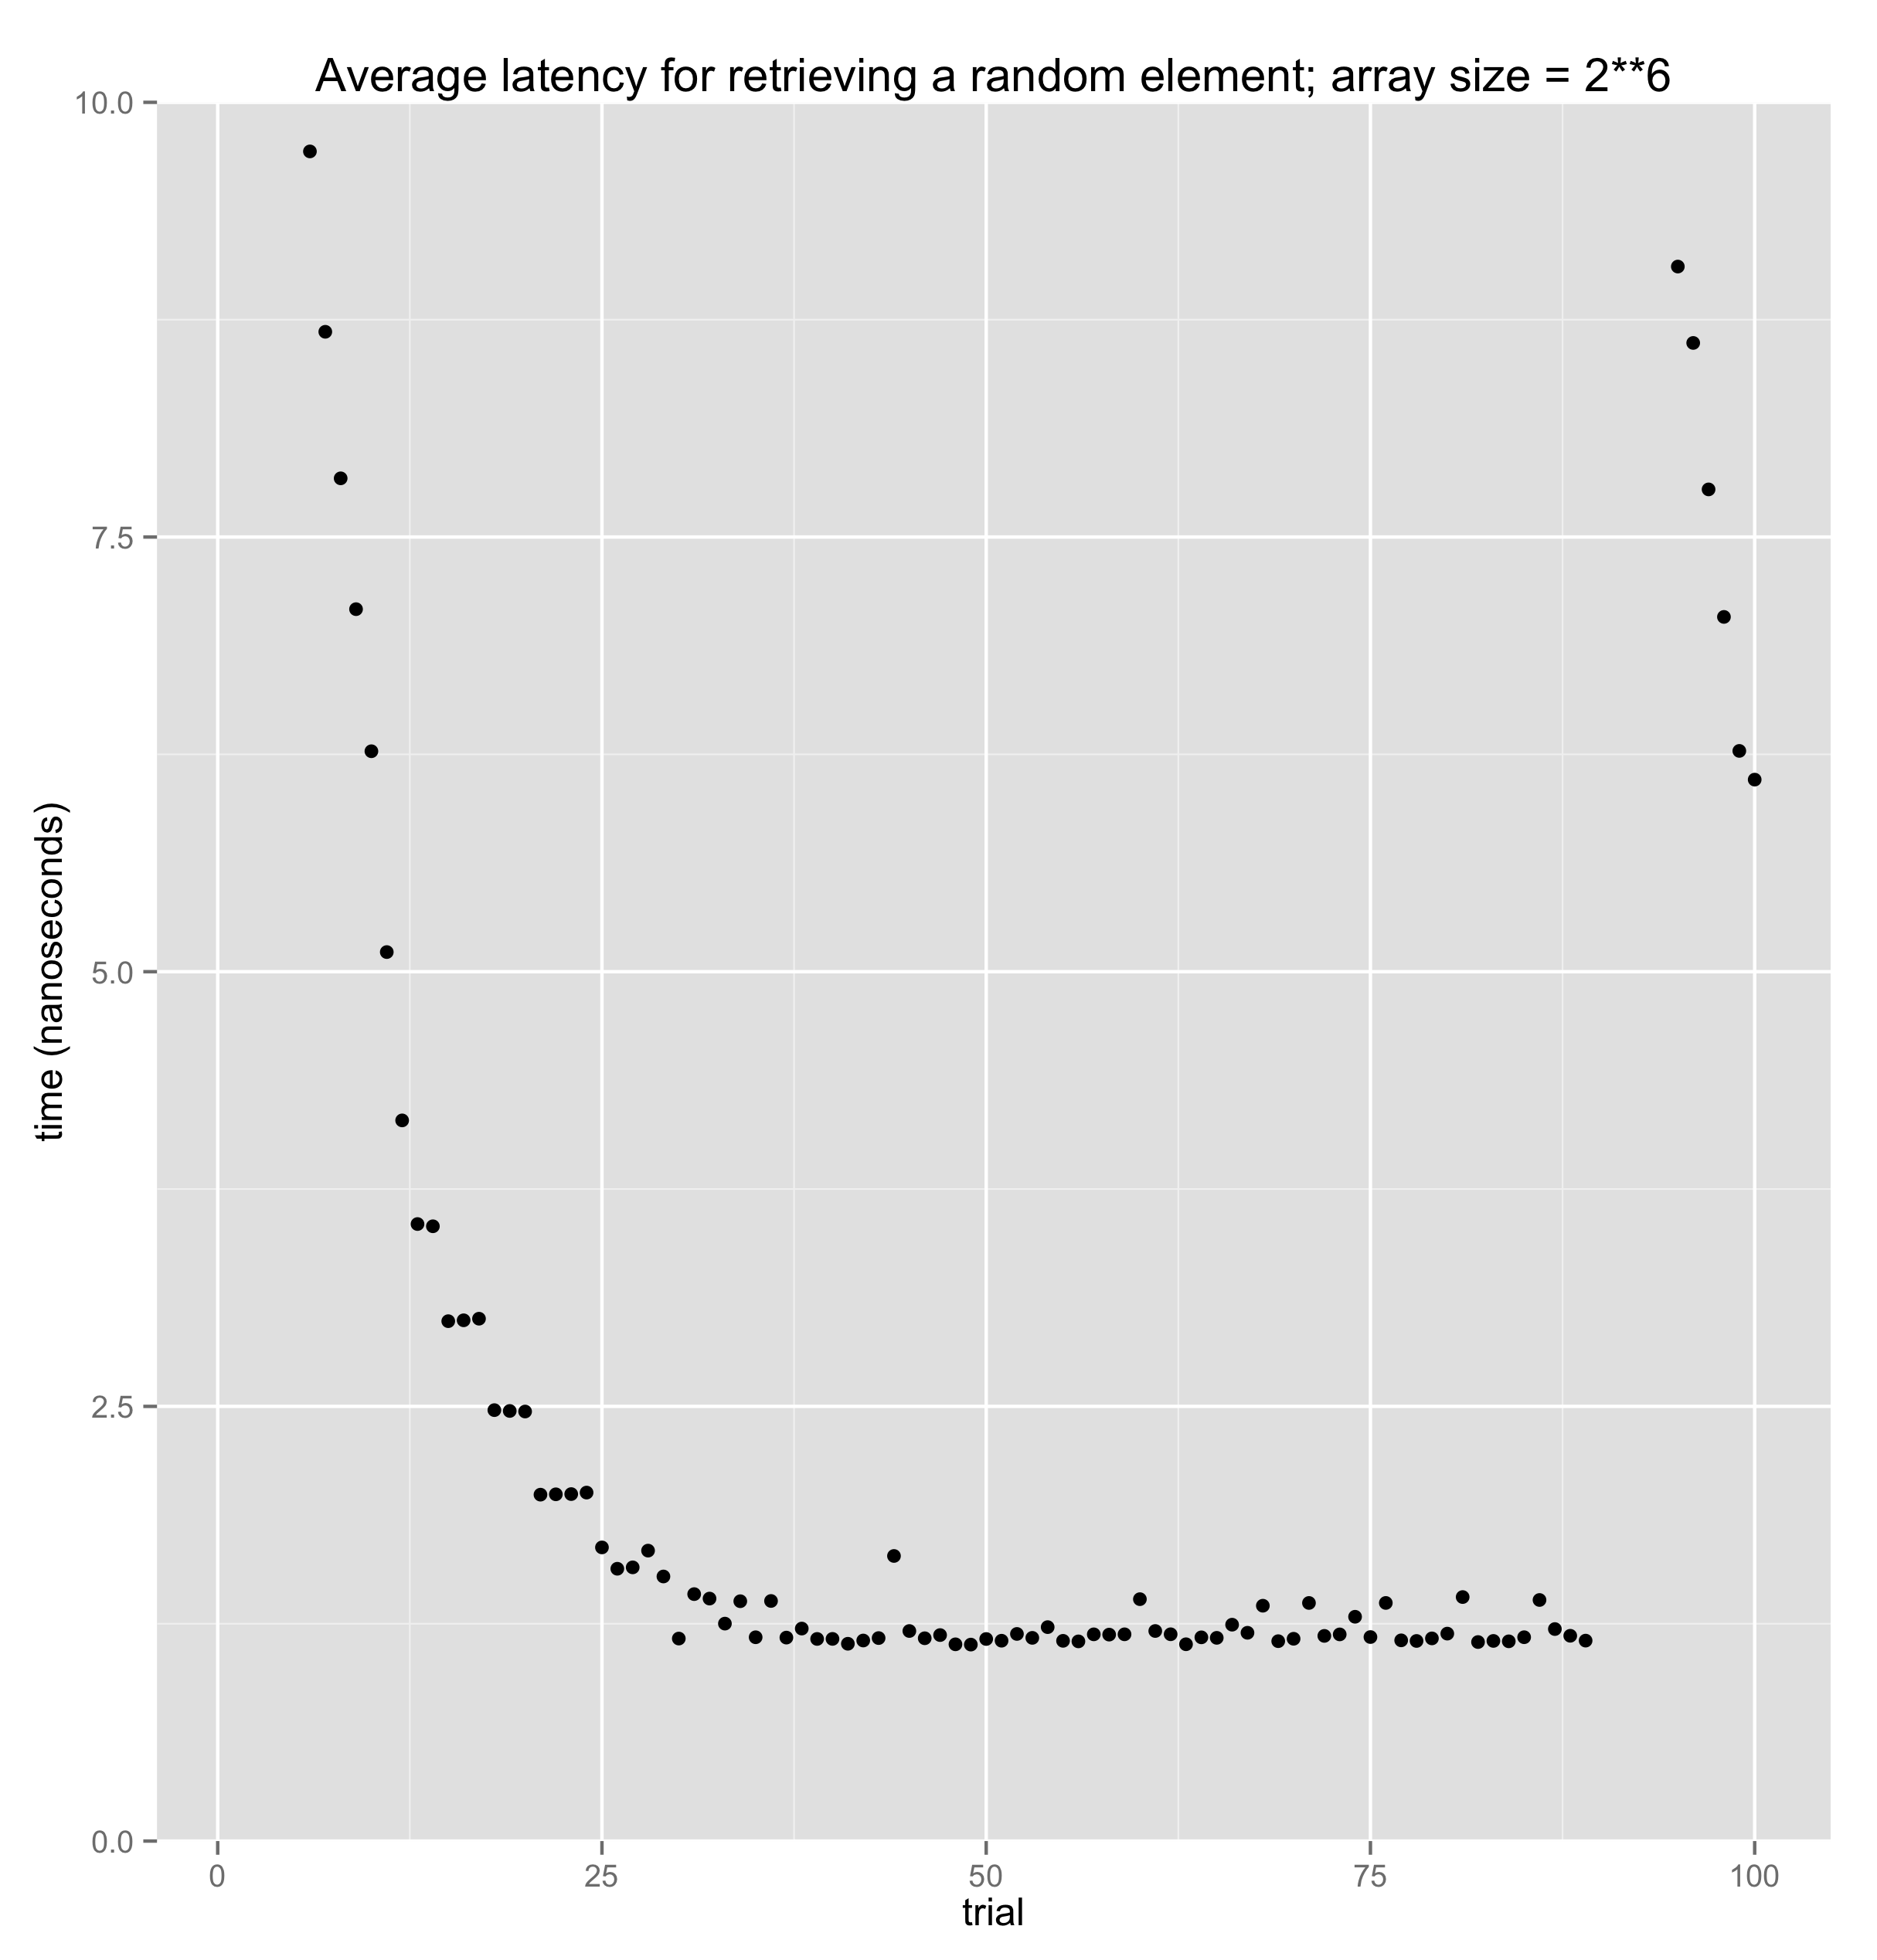 Average latency for retrieving a random element; array size = 2**6
10.0
7.5
5.0
2.5
0.0
time (nanoseconds)
0 25 50 75 100
trial